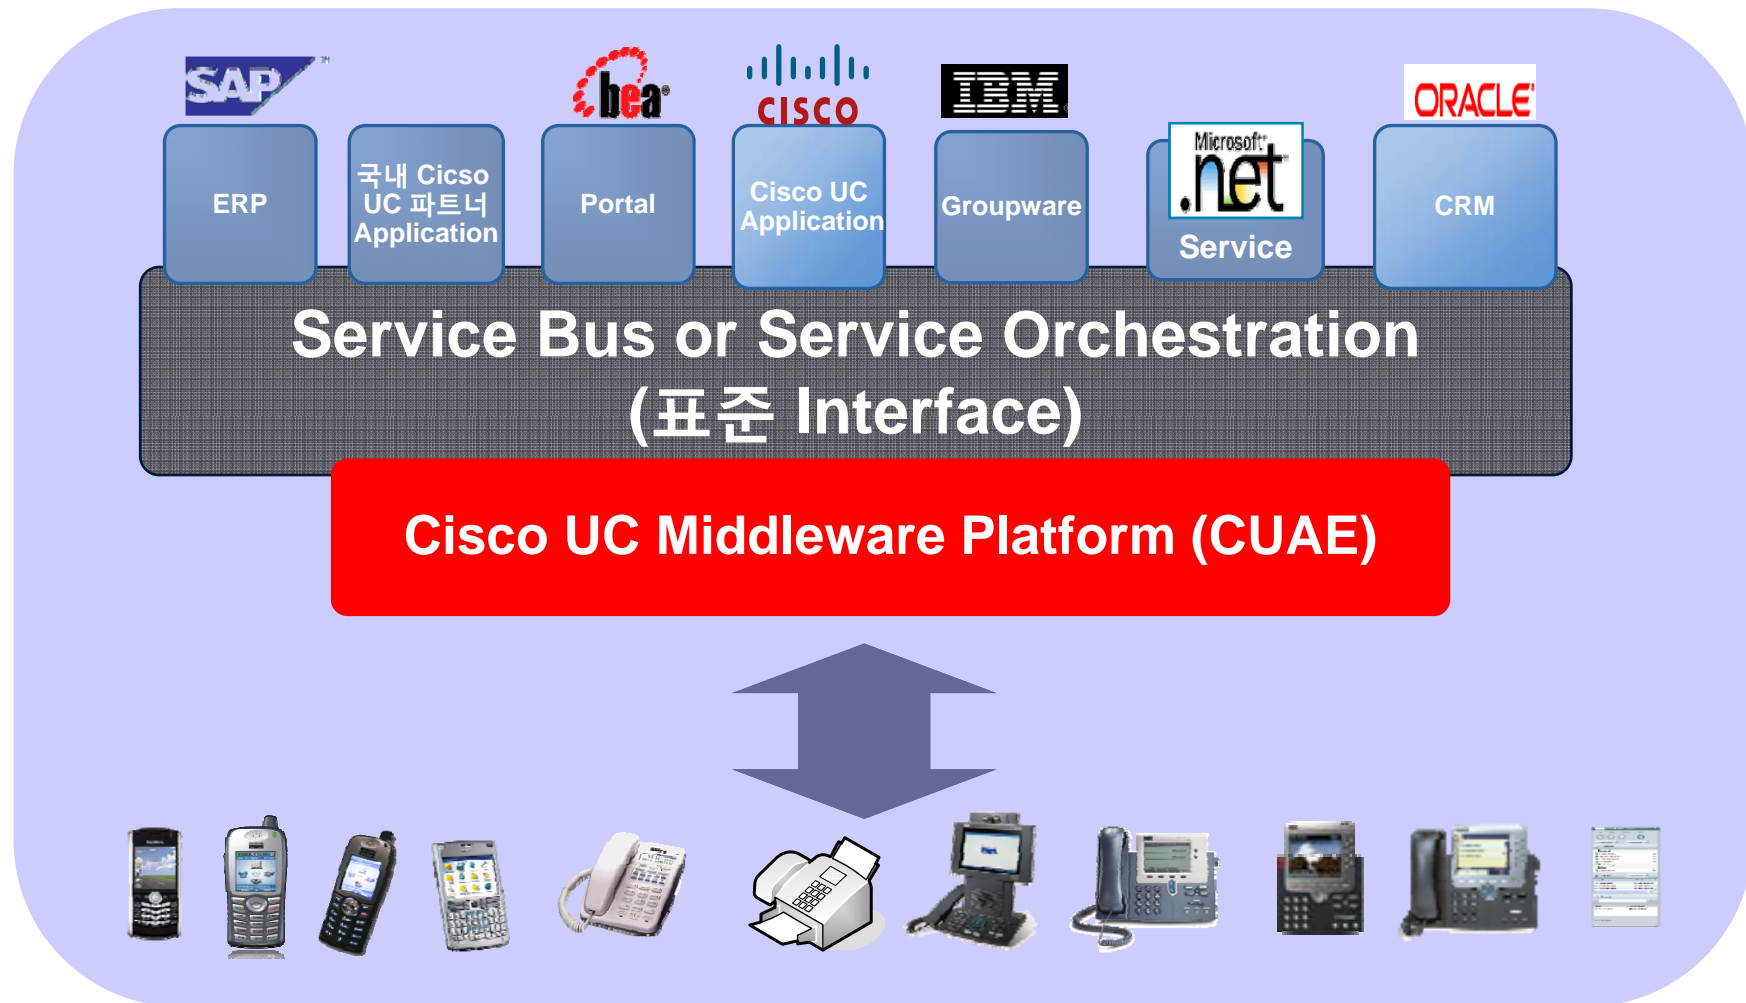 SAP
TM
bea
CISCO
IBM
ORACLE
ERP
국내 Cicso
UC 파트너
Application
Portal
Cisco UC
Application
Groupware
Microsoft
.net
Service
CRM
Service Bus or Service Orchestration
(표준 Interface)
Cisco UC Middleware Platform (CUAE)